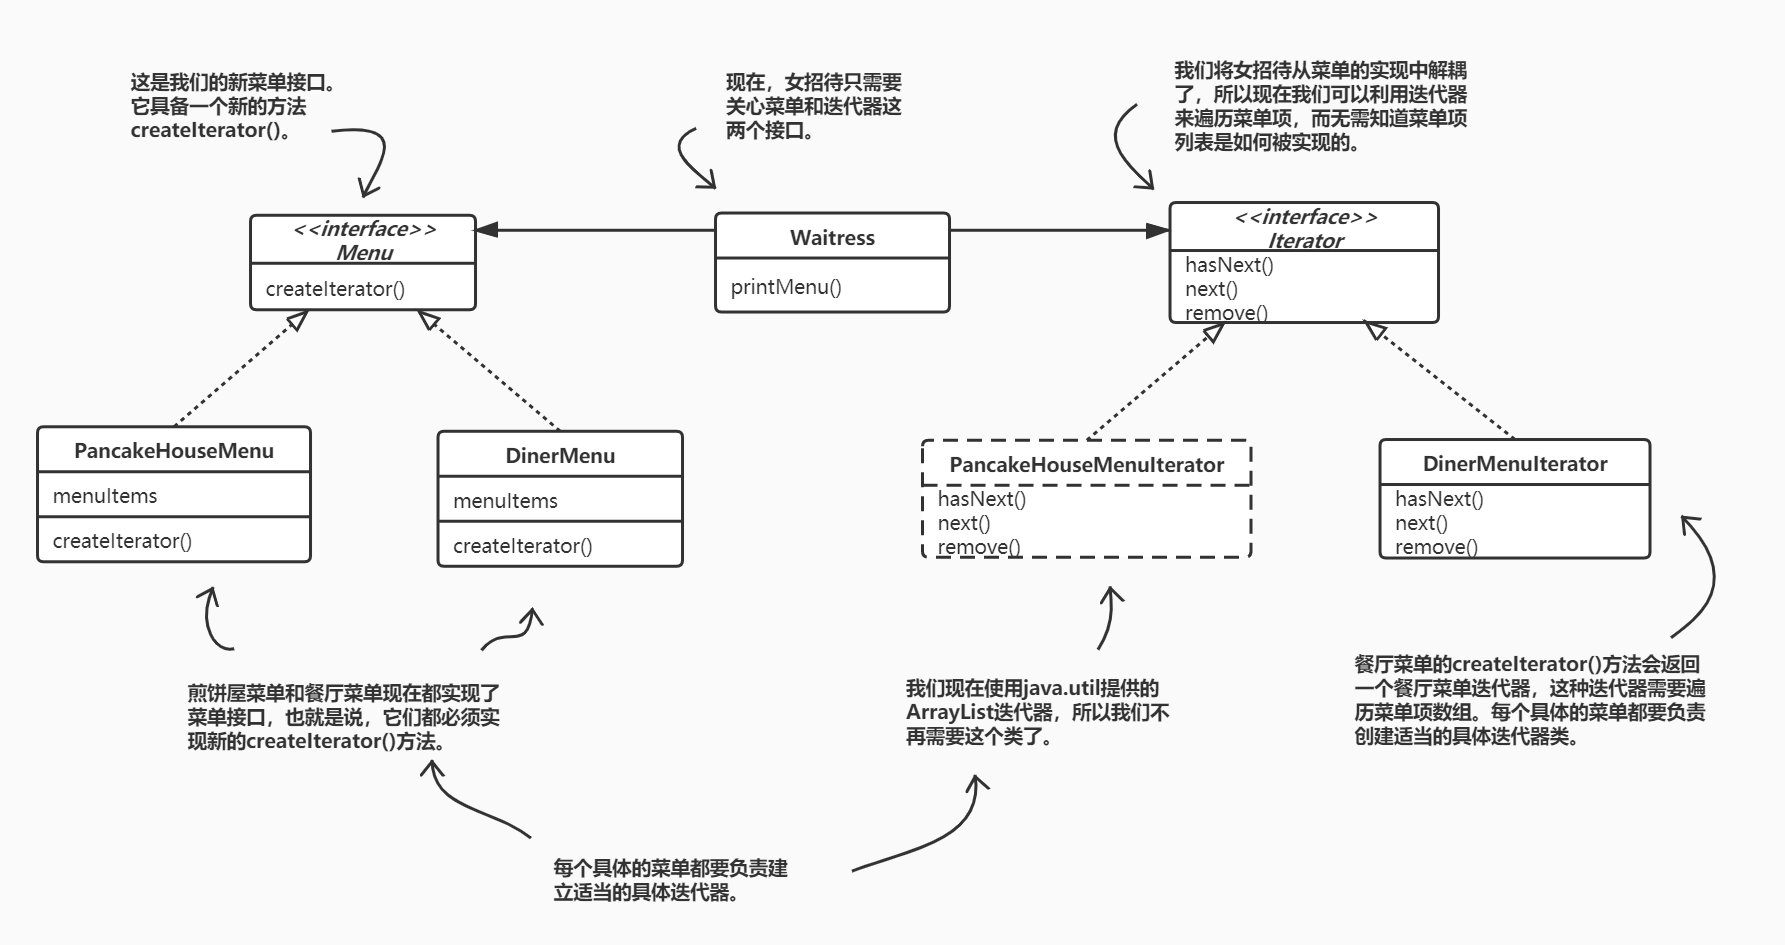 这是我们的新菜单接口。
它具备一个新的方法
createIterator()。
现在，女招待只需要
关心菜单和迭代器这
两个接口。
我们将女招待从菜单的实现中解耦
了，所以现在我们可以利用迭代器
来遍历菜单项，而无需知道菜单项
列表是如何被实现的。
<<interface>>
Menu
createIterator()
Waitress
printMenu()
<<interface>>
Iterator
hasNext()
next()
remove()
PancakeHouseMenu
menuItems
createIterator()
DinerMenu
menuItems
createIterator()
PancakeHouseMenuIterator
hasNext()
next()
remove()
DinerMenuIterator
hasNext()
next()
remove()
煎饼屋菜单和餐厅菜单现在都实现了
菜单接口，也就是说，它们都必须实
现新的createIterator()方法。
我们现在使用java.util提供的
ArrayList迭代器，所以我们不
再需要这个类了。
餐厅菜单的createIterator()方法会返回
一个餐厅菜单迭代器，这种迭代器需要遍
历菜单项数组。每个具体的菜单都要负责
创建适当的具体迭代器类。
每个具体的菜单都要负责建
立适当的具体迭代器。